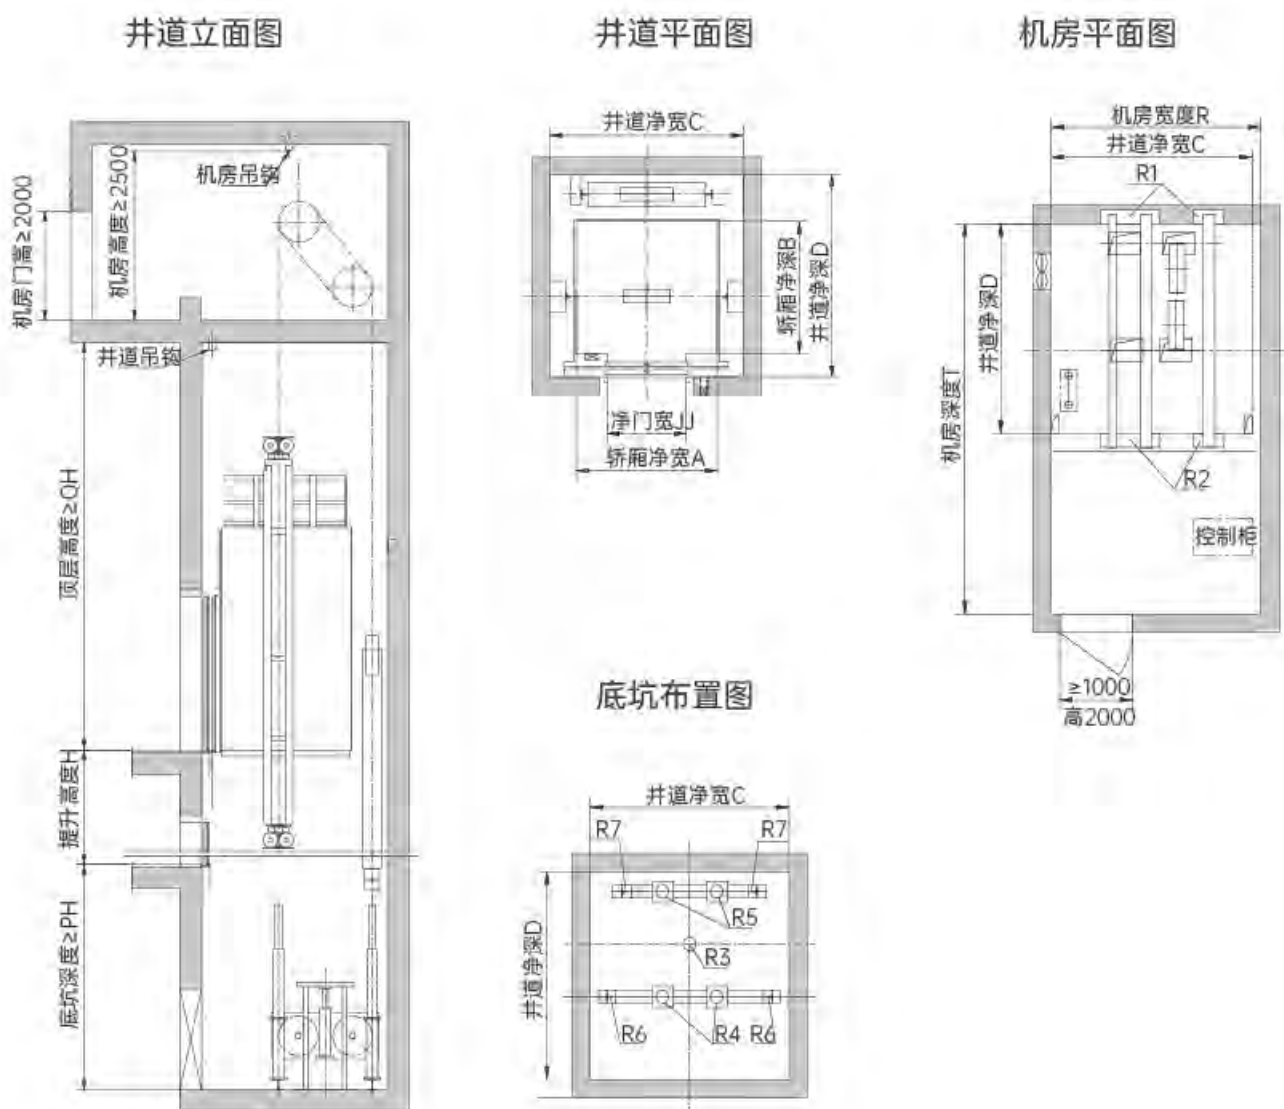 井道立面图
井道平面图
机房平面图
机房吊钩
机房高度≥2500
机房门高≥2000
井道吊钩
顶层高度≥QH
提升高度H
底坑深度≥PH
井道净宽C
轿厢净深B
井道净深D
净门宽JJ
轿厢净宽A
机房宽度R
井道净宽C
R1
井道净深D
机房深度T
R2
控制柜
≥1000
高2000
底坑布置图
井道净宽C
R7
R7
R5
井道净深D
R3
R6
R4
R6